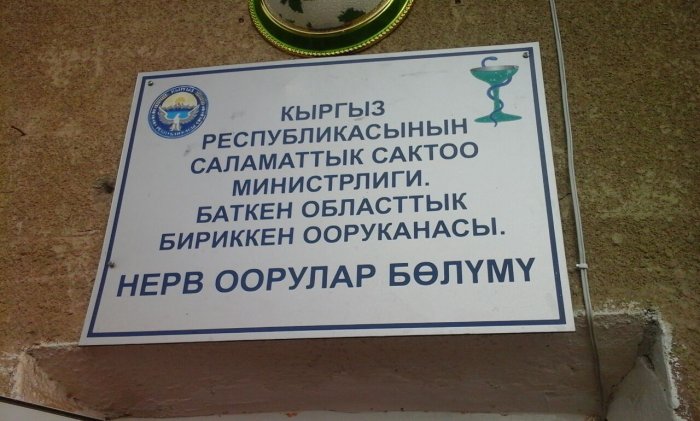 КЫРГЫЗ
РЕСПУБЛИКАСЫНЫН
САЛАМАТТЫК САКТОО
МИНИСТРЛИГИ.
БАТКЕН ОБЛАСТТЫК
БИРИККЕН ООРУКАНАСЫ.
НЕРВ ООРУЛАР БӨЛҮМҮ